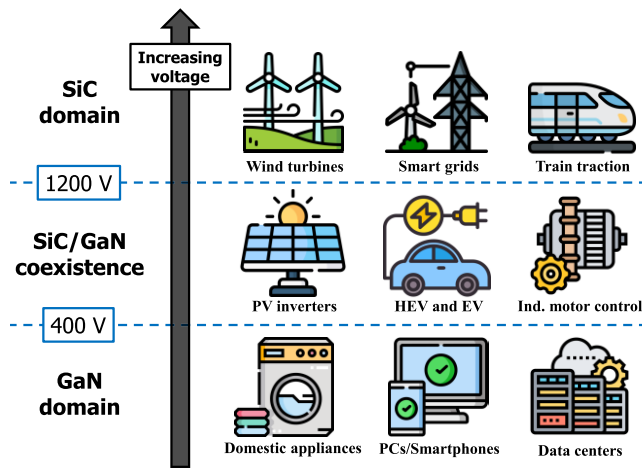 Increasing
voltage
SiC
domain
Wind turbines
Smart grids
Train traction
1200 V
SiC/GaN
coexistence
PV inverters
HEV and EV
Ind. motor control
400 V
GaN
domain
Domestic appliances
PCs/Smartphones
Data centers